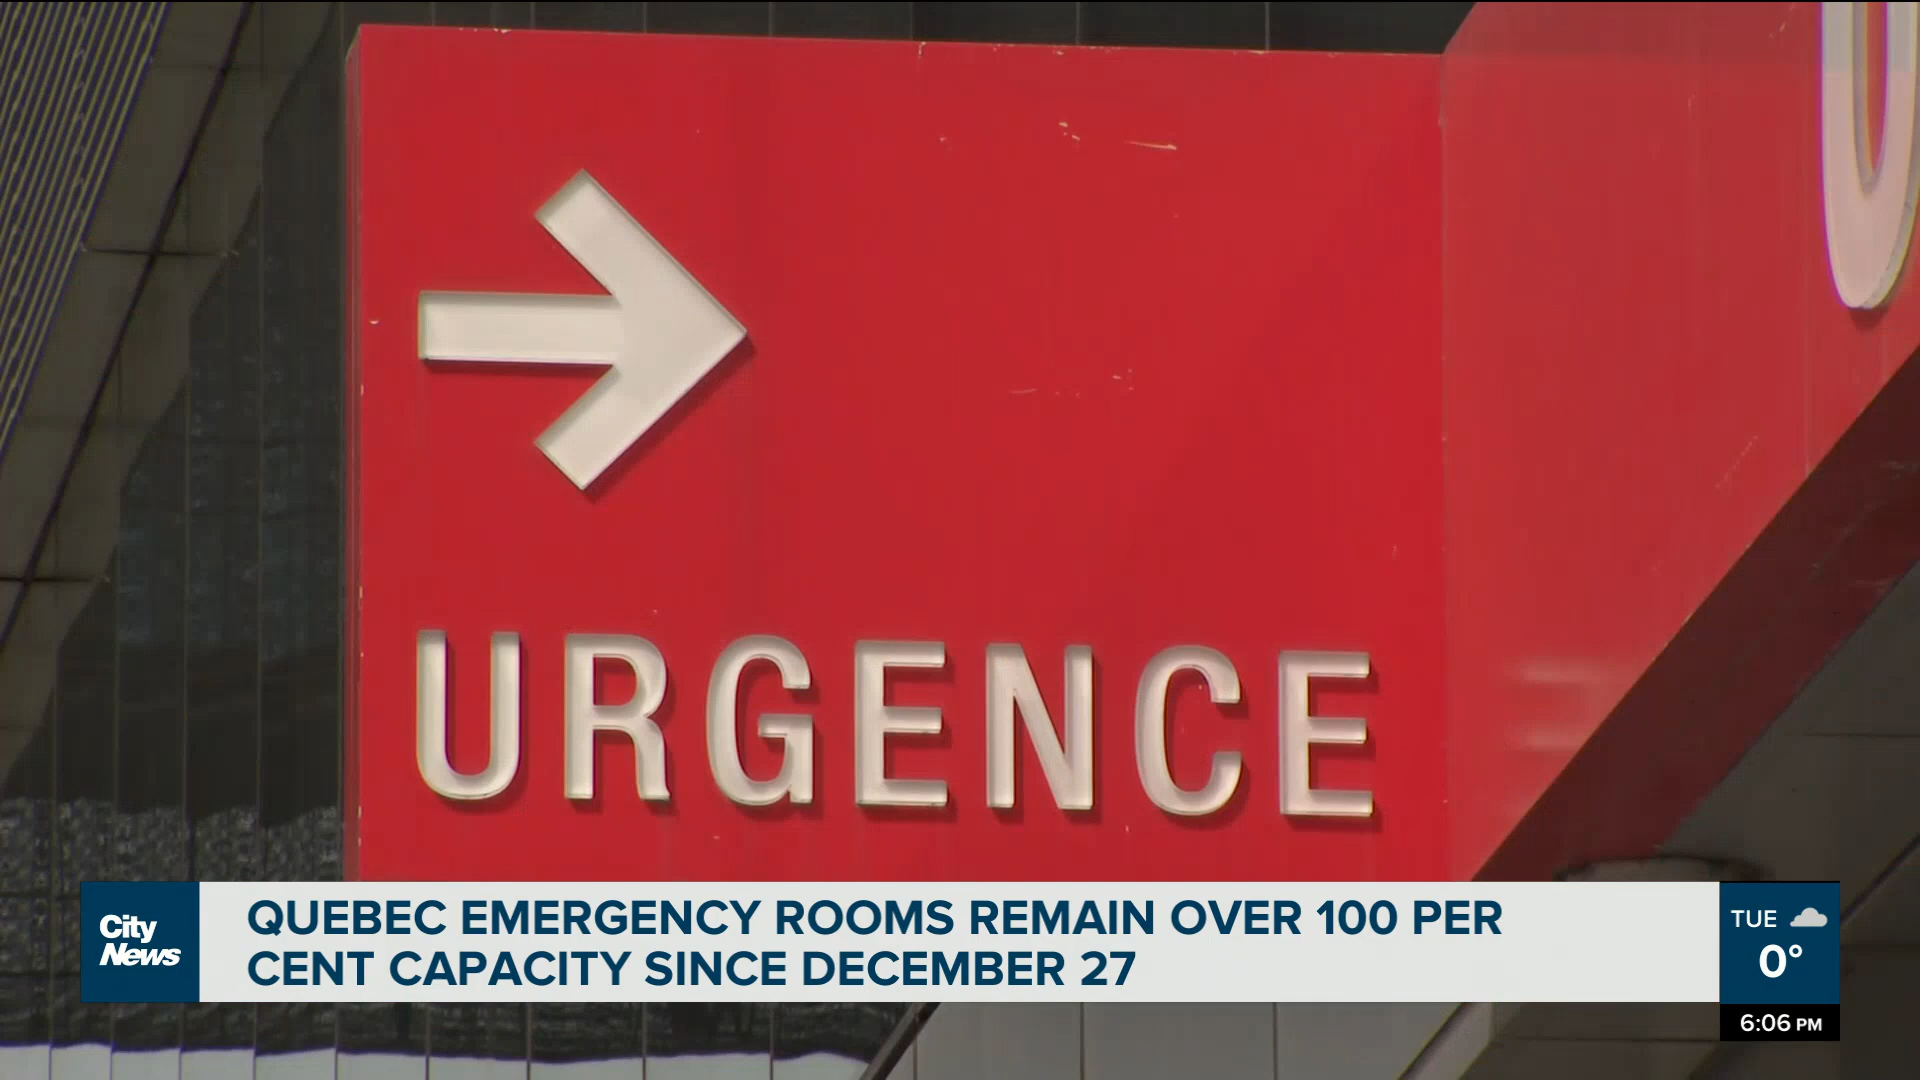 U
URGENCE
City
News
QUEBEC EMERGENCY ROOMS REMAIN OVER 100 PER
CENT CAPACITY SINCE DECEMBER 27
TUE
0°
6:06 PM